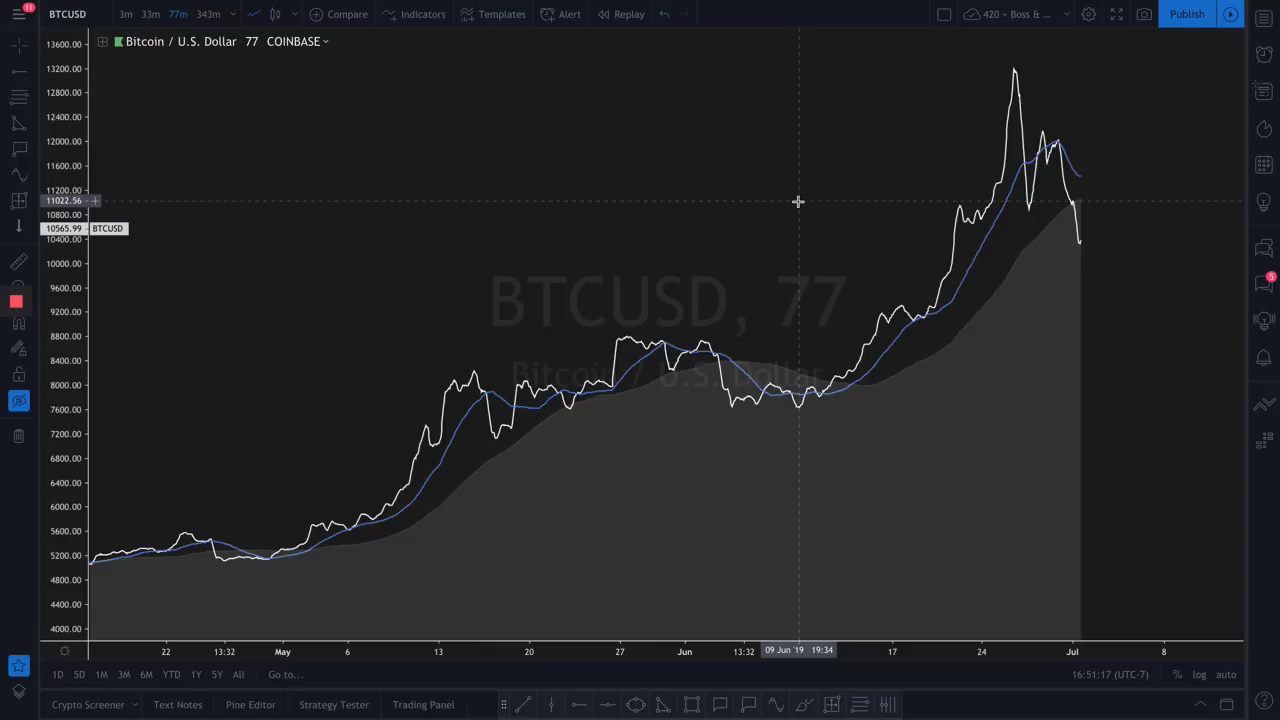 11
BTCUSD
3m 33m 77m 343m
Compare
Indicators
Templates
Alert
Replay
420 + Boss & ...
Publish
Bitcoin / U.S. Dollar 77 COINBASE
13600.00
13200.00
12800.00
12400.00
12000.00
11600.00
11200.00
11022.56
10800.00
10565.99 BTCUSD
10400.00
10000.00
9600.00
9200.00
8800.00
8400.00
8000.00
7600.00
7200.00
6800.00
6400.00
6000.00
5600.00
5200.00
4800.00
4400.00
4000.00
BTCUSD, 77
Bitcoin / U.S. Dollar
5
22 13:32 May 6 13 20 27 Jun 13:32 09 Jun '19 19:34 17 24 Jul 8
1D 5D 1M 3M 6M YTD 1Y 5Y All Go to...
16:51:17 (UTC-7) % log auto
Crypto Screener Text Notes Pine Editor Strategy Tester Trading Panel